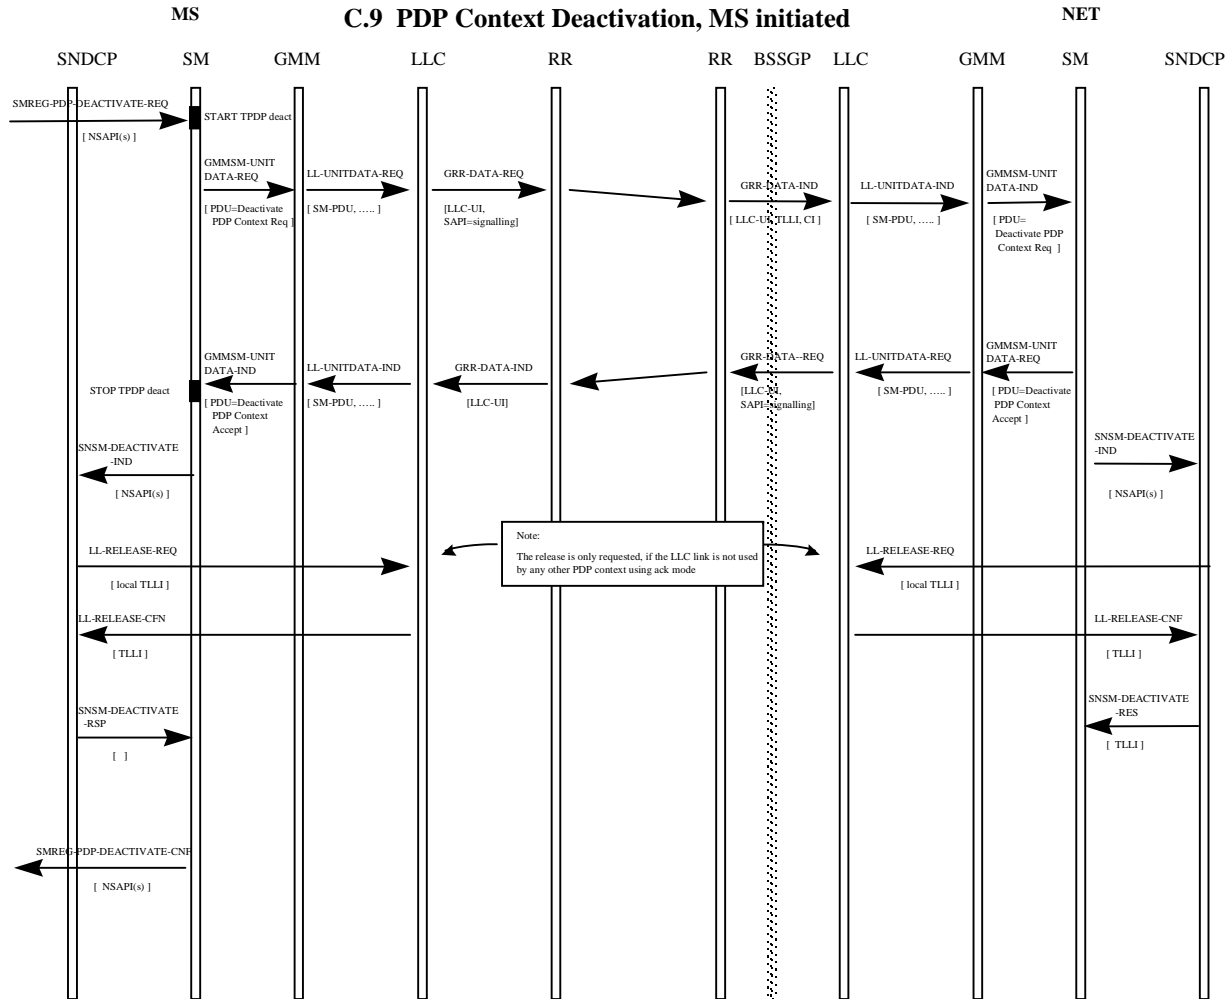 MS
C.9 PDP Context Deactivation, MS initiated
NET
SNDCP SM GMM LLC RR RR BSSGP LLC GMM SM SNDCP
SMREG-PDP-DEACTIVATE-REQ
[ NSAPI(s) ]
START TPDP deact
GMMSM-UNIT
DATA-REQ
[ PDU=Deactivate
PDP Context Req ]
LL-UNITDATA-REQ
[ SM-PDU, ..... ]
GRR-DATA-REQ
[LLC-UI,
SAPI=signalling]
GRR-DATA-IND
[ LLC-UI, TLLI, CI ]
LL-UNITDATA-IND
[ SM-PDU, ..... ]
GMMSM-UNIT
DATA-IND
[ PDU=
Deactivate PDP
Context Req ]
STOP TPDP deact
GMMSM-UNIT
DATA-IND
[ PDU=Deactivate
PDP Context
Accept ]
LL-UNITDATA-IND
[ SM-PDU, ..... ]
GRR-DATA-IND
[LLC-UI]
GRR-DATA--REQ
[LLC-UI,
SAPI=signalling]
LL-UNITDATA-REQ
[ SM-PDU, ..... ]
GMMSM-UNIT
DATA-REQ
[ PDU=Deactivate
PDP Context
Accept ]
SNSM-DEACTIVATE
-IND
[ NSAPI(s) ]
SNSM-DEACTIVATE
-IND
[ NSAPI(s) ]
LL-RELEASE-REQ
[ local TLLI ]
Note:
The release is only requested, if the LLC link is not used
by any other PDP context using ack mode
LL-RELEASE-REQ
[ local TLLI ]
LL-RELEASE-CFN
[ TLLI ]
LL-RELEASE-CNF
[ TLLI ]
SNSM-DEACTIVATE
-RSP
[ ]
SNSM-DEACTIVATE
-RES
[ TLLI ]
SMREG-PDP-DEACTIVATE-CNF
[ NSAPI(s) ]